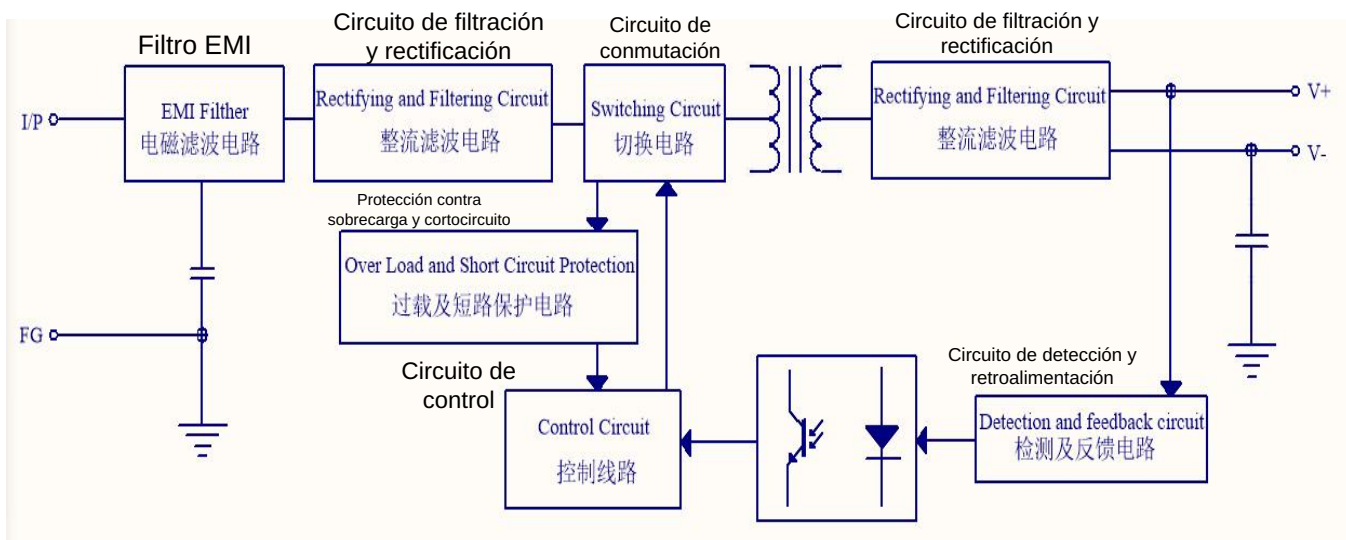 Filtro EMI
Circuito de filtración
y rectificación
Circuito de
conmutación
Circuito de filtración y
rectificación
I/P
EMI Filther
电磁滤波电路
Rectifying and Filtering Circuit
整流滤波电路
Switching Circuit
切换电路
Rectifying and Filtering Circuit
整流滤波电路
V+
V-
Protección contra
sobrecarga y cortocircuito
Over Load and Short Circuit Protection
过载及短路保护电路
FG
Circuito de
control
Control Circuit
控制线路
Circuito de detección y
retroalimentación
Detection and feedback circuit
检测及反馈电路